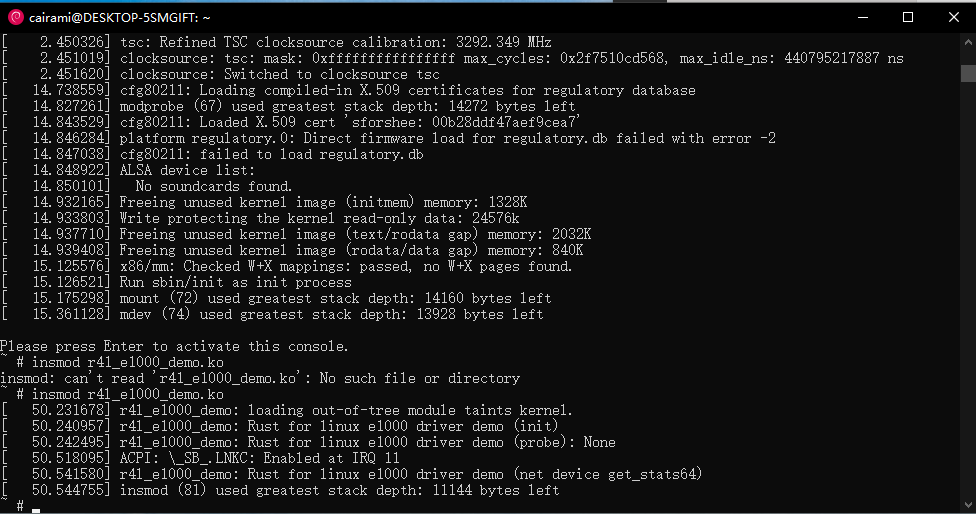 cairami@DESKTOP-5SMGIFT: ~
[    2.450326] tsc: Refined TSC clocksource calibration: 3292.349 MHz
[    2.451019] clocksource: tsc: mask: 0xffffffffffffffff max_cycles: 0x2f7510cd568, max_idle_ns: 440795217887 ns
[    2.451620] clocksource: Switched to clocksource tsc
[   14.738559] cfg80211: Loading compiled-in X.509 certificates for regulatory database
[   14.827261] modprobe (67) used greatest stack depth: 14272 bytes left
[   14.843529] cfg80211: Loaded X.509 cert 'sforshee: 00b28ddf47aef9cea7'
[   14.846284] platform regulatory.0: Direct firmware load for regulatory.db failed with error -2
[   14.847038] cfg80211: failed to load regulatory.db
[   14.848922] ALSA device list:
[   14.850101]   No soundcards found.
[   14.932165] Freeing unused kernel image (initmem) memory: 1328K
[   14.933803] Write protecting the kernel read-only data: 24576k
[   14.937710] Freeing unused kernel image (text/rodata gap) memory: 2032K
[   14.939408] Freeing unused kernel image (rodata/data gap) memory: 840K
[   15.125576] x86/mm: Checked W+X mappings: passed, no W+X pages found.
[   15.126521] Run sbin/init as init process
[   15.175298] mount (72) used greatest stack depth: 14160 bytes left
[   15.361128] mdev (74) used greatest stack depth: 13928 bytes left

Please press Enter to activate this console.
~ # insmod r41_e1000_demo.ko
insmod: can't read 'r41_e1000_demo.ko': No such file or directory
~ # insmod r4l_e1000_demo.ko
[   50.231678] r4l_e1000_demo: loading out-of-tree module taints kernel.
[   50.240957] r4l_e1000_demo: Rust for linux e1000 driver demo (init)
[   50.242495] r4l_e1000_demo: Rust for linux e1000 driver demo (probe): None
[   50.518095] ACPI: \_SB_.LNKC: Enabled at IRQ 11
[   50.541580] r4l_e1000_demo: Rust for linux e1000 driver demo (net device get_stats64)
[   50.544755] insmod (81) used greatest stack depth: 11144 bytes left
~ #